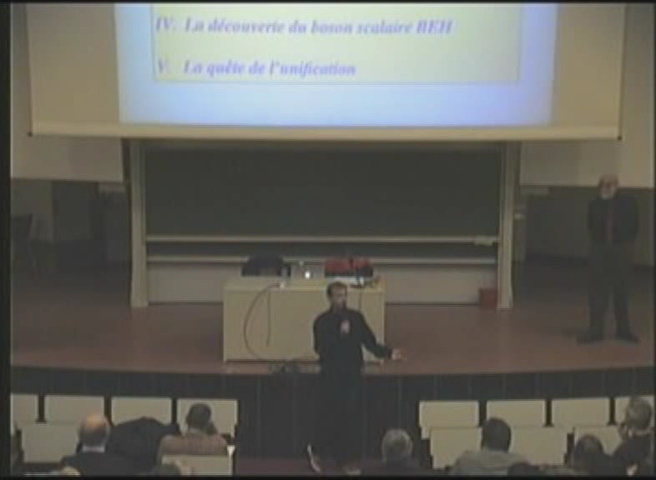 IV. La découverte du boson scalaire BEH
V. La quête de l'unification